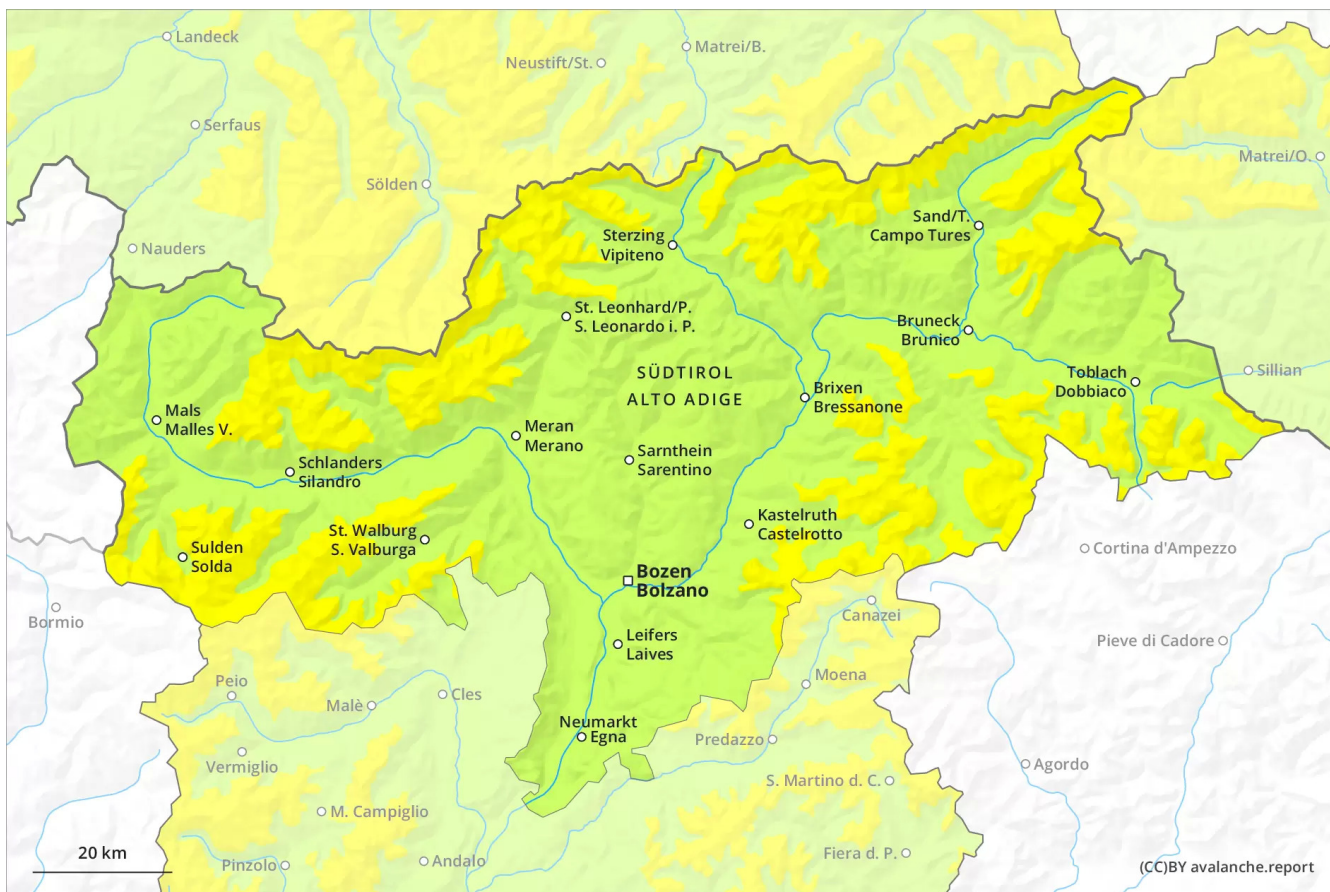 Landeck
Matrei/B.
Neustift/St.
Serfaus
Matrei/O.
Sölden
Sand/T.
Campo Tures
Nauders
Sterzing
Vipiteno
St. Leonhard/P.
S. Leonardo i. P.
Bruneck
Brunico
SÜDTIROL
ALTO ADIGE
Toblach
Dobbiaco
Sillian
Brixen
Bressanone
Mals
Malles V.
Meran
Merano
Sarnthein
Sarentino
Schlanders
Silandro
Kastelruth
Castelrotto
St. Walburg
S. Valburga
Sulden
Solda
Cortina d'Ampezzo
Bozen
Bolzano
Bormio
Canazei
Leifers
Laives
Pieve di Cadore
Peio
Malè
Cles
Moena
Neumarkt
Egna
Predazzo
Vermiglio
Agordo
S. Martino d. C.
M. Campiglio
20 km
Pinzolo
Andalo
Fiera d. P.
(CC)BY avalanche.report